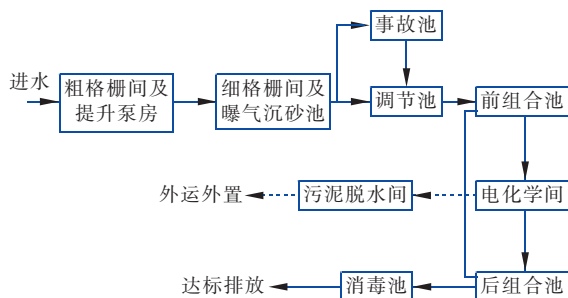 事故池
进水
粗格栅间及
提升泵房
细格栅间及
曝气沉砂池
调节池
前组合池
外运外置
污泥脱水间
电化学间
达标排放
消毒池
后组合池